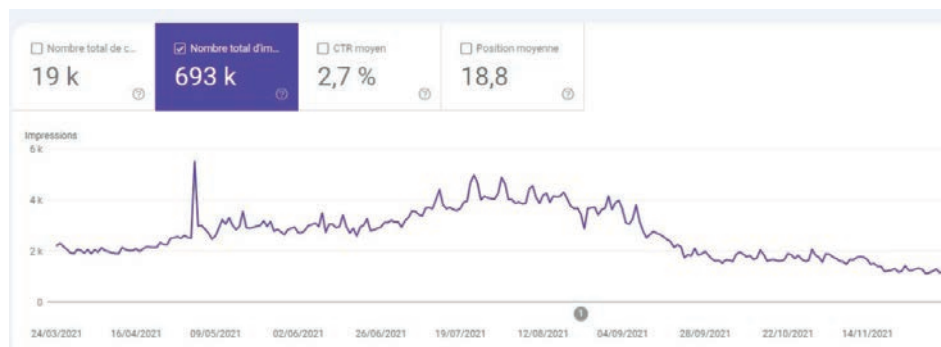 Nombre total de c... Nombre total d'im... CTR moyen Position moyenne
19 k 693 k 2,7 % 18,8
Impressions
6 k
4 k
2 k
0
1
24/03/2021 16/04/2021 09/05/2021 02/06/2021 26/06/2021 19/07/2021 12/08/2021 04/09/2021 28/09/2021 22/10/2021 14/11/2021